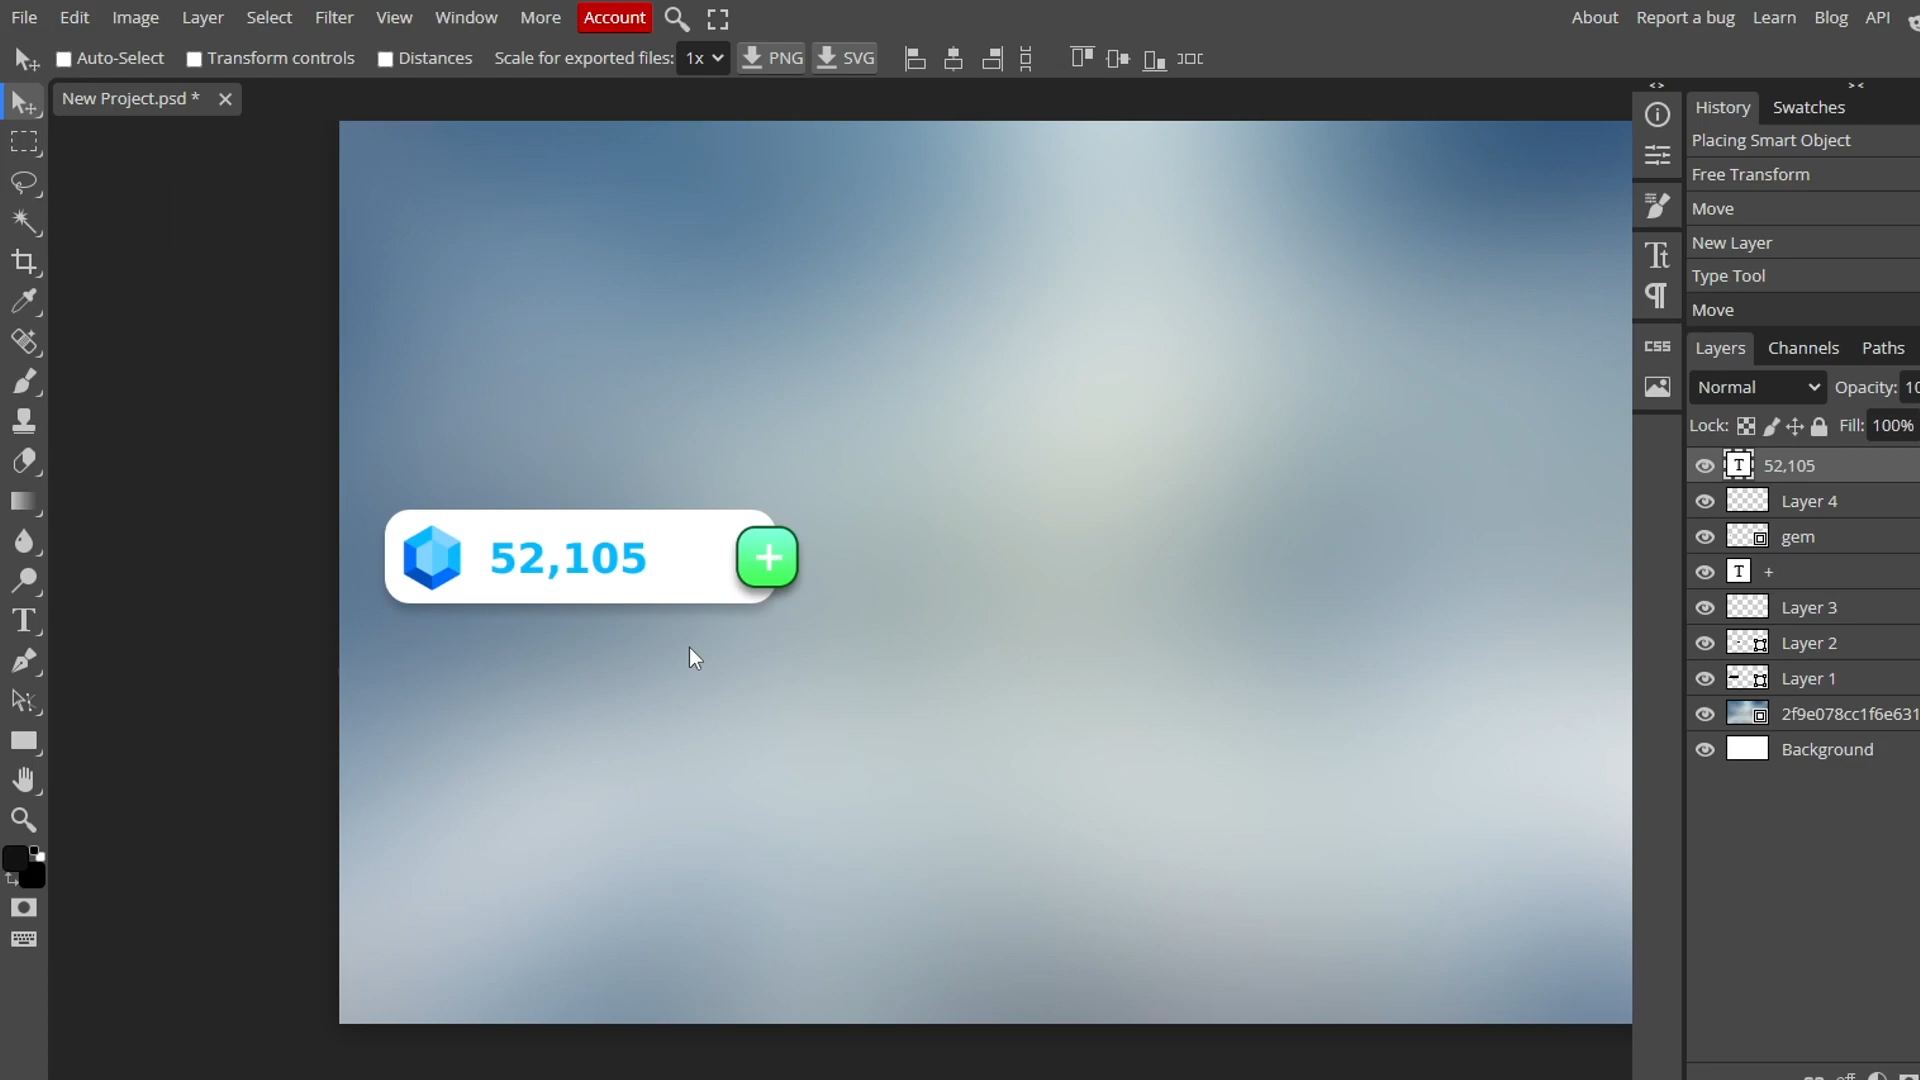 File Edit Image Layer Select Filter View Window More Account About Report a bug Learn Blog API
Auto-Select Transform controls Distances Scale for exported files: 1x PNG SVG
New Project.psd *
History Swatches
Placing Smart Object
Free Transform
Move
New Layer
Type Tool
Move
CSS
Layers Channels Paths
Normal Opacity: 10
Lock: Fill: 100%
T 52,105
Layer 4
gem
T +
Layer 3
Layer 2
Layer 1
2f9e078cc1f6e631
Background
52,105 +